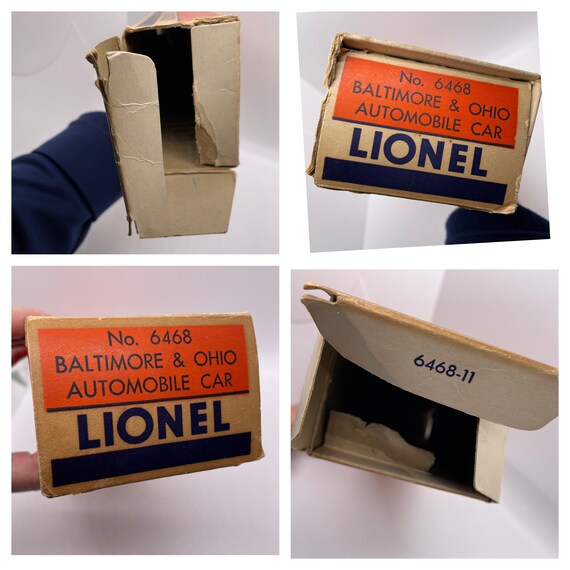 No. 6468
BALTIMORE & OHIO
AUTOMOBILE CAR
LIONEL
No. 6468
BALTIMORE & OHIO
AUTOMOBILE CAR
LIONEL
6468-11